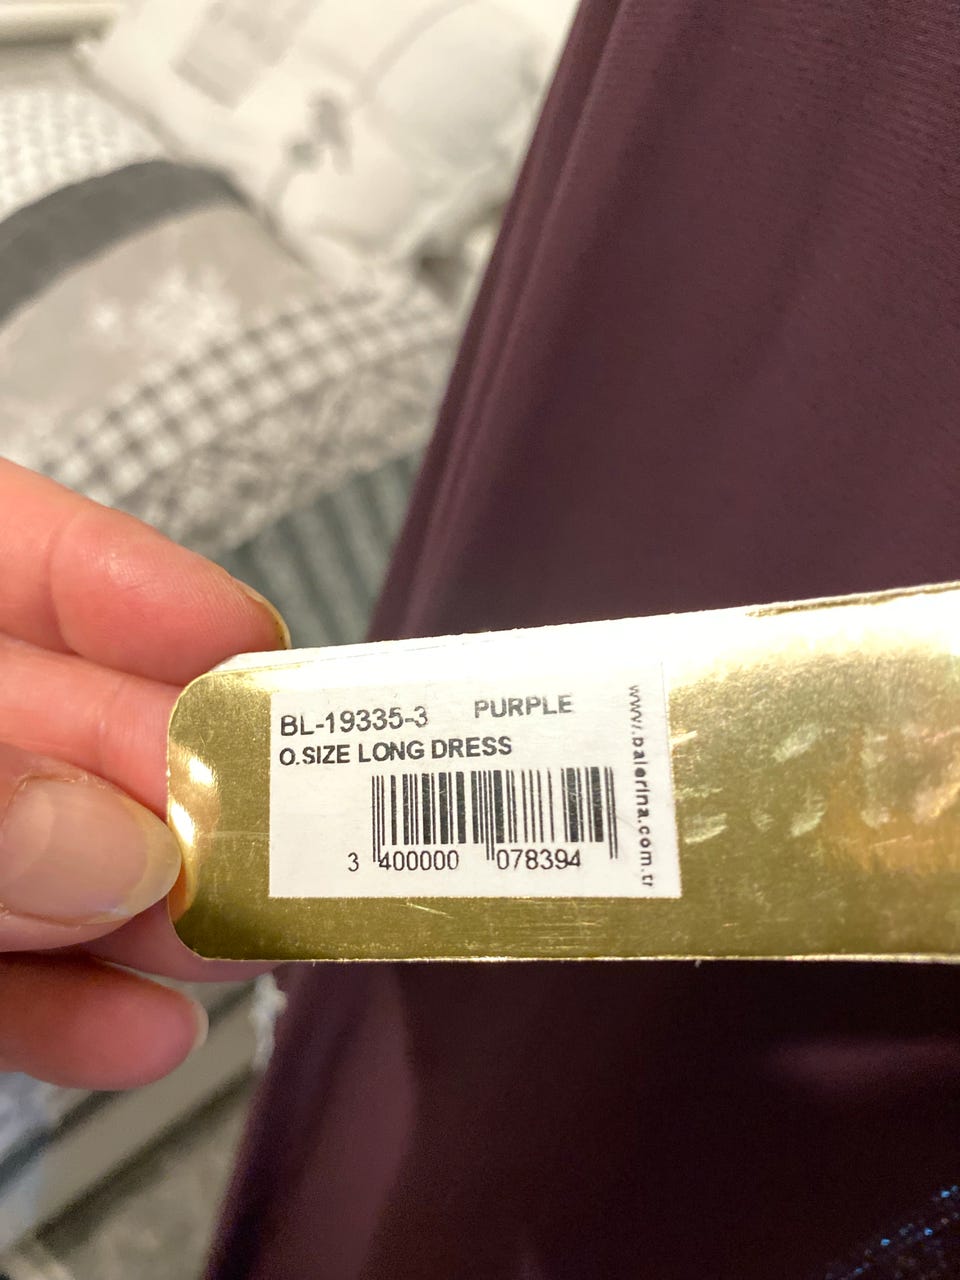 BL-19335-3 PURPLE
O.SIZE LONG DRESS
3 400000 078394
www.balerina.com.tr